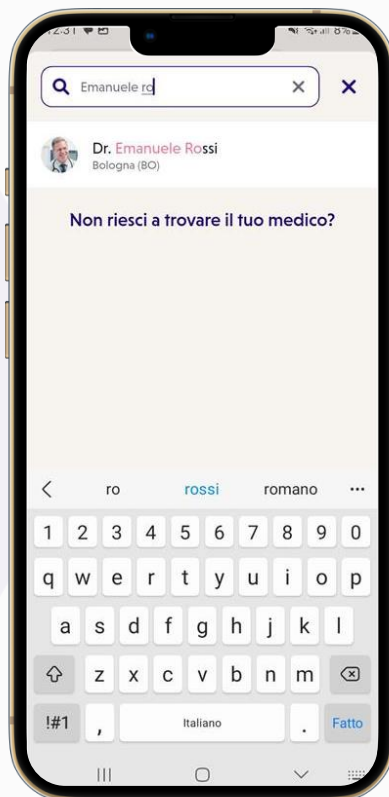 Emanuele ro
Dr. Emanuele Rossi
Bologna (BO)
Non riesci a trovare il tuo medico?
ro rossi romano ...
1 2 3 4 5 6 7 8 9 0
q w e r t y u i o p
a s d f g h j k l
z x c v b n m
!#1 , Italiano . Fatto